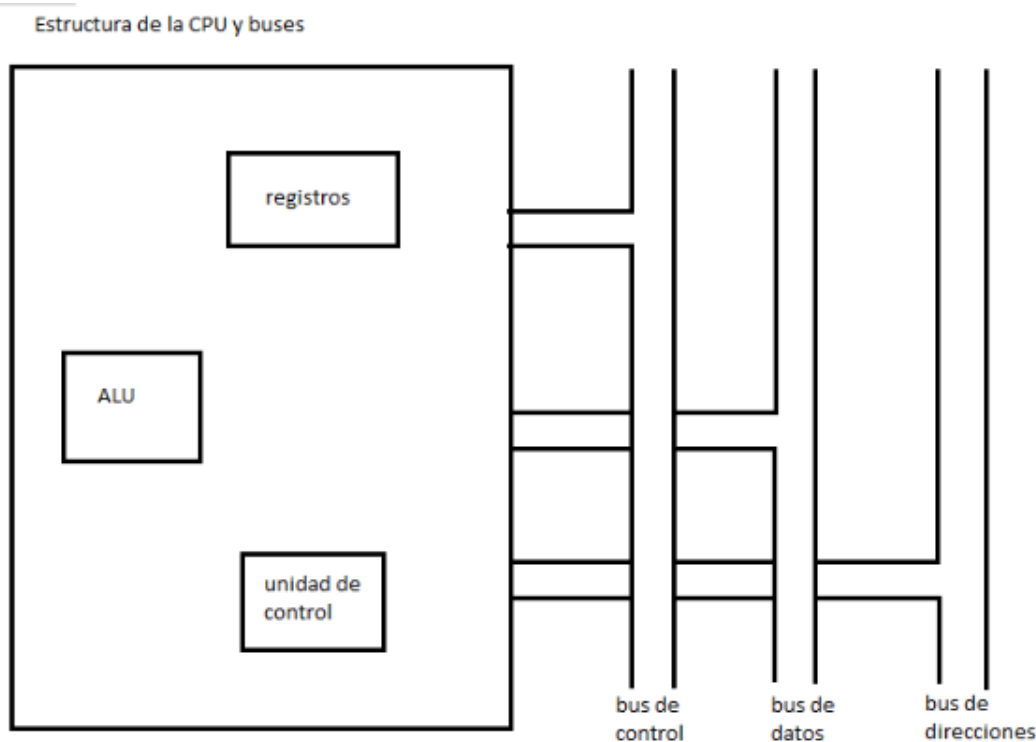 Estructura de la CPU y buses
registros
ALU
unidad de
control
bus de
control
bus de
datos
bus de
direcciones